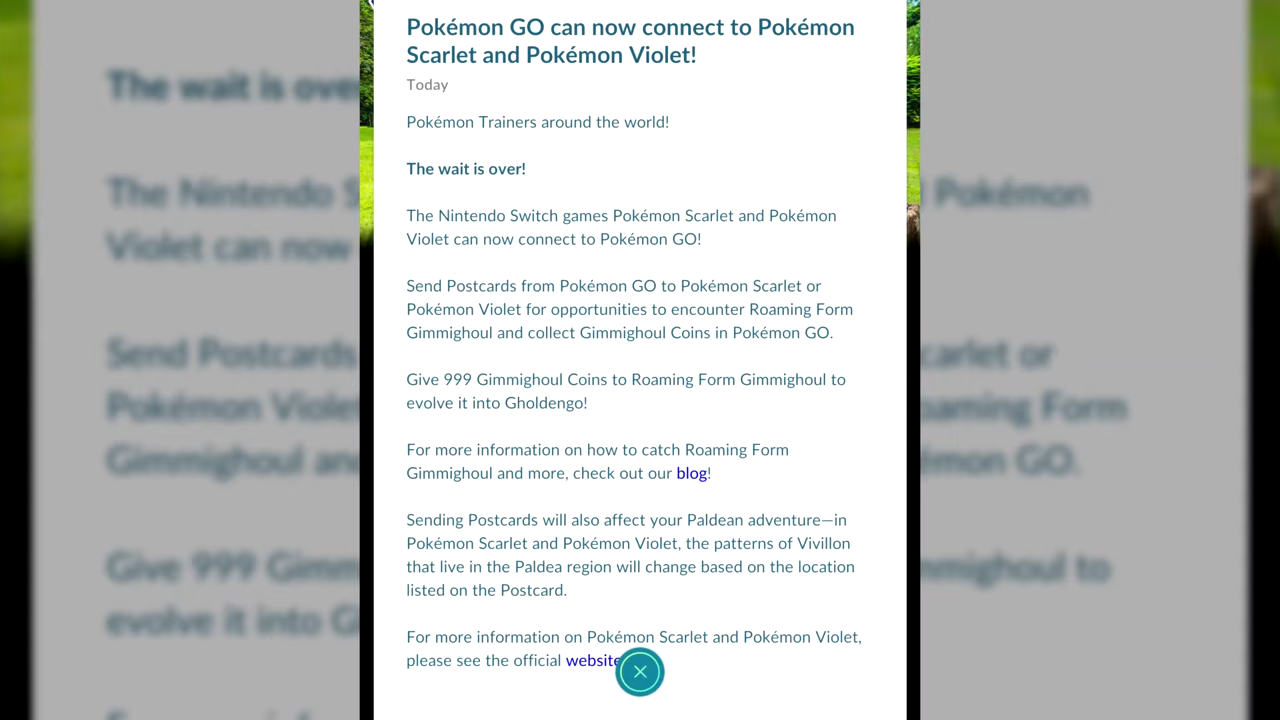 Pokémon GO can now connect to Pokémon
Scarlet and Pokémon Violet!
Today
Pokémon Trainers around the world!
The wait is over!
The Nintendo Switch games Pokémon Scarlet and Pokémon
Violet can now connect to Pokémon GO!
Send Postcards from Pokémon GO to Pokémon Scarlet or
Pokémon Violet for opportunities to encounter Roaming Form
Gimmighoul and collect Gimmighoul Coins in Pokémon GO.
Give 999 Gimmighoul Coins to Roaming Form Gimmighoul to
evolve it into Gholdengo!
For more information on how to catch Roaming Form
Gimmighoul and more, check out our blog!
Sending Postcards will also affect your Paldean adventure—in
Pokémon Scarlet and Pokémon Violet, the patterns of Vivillon
that live in the Paldea region will change based on the location
listed on the Postcard.
For more information on Pokémon Scarlet and Pokémon Violet,
please see the official website